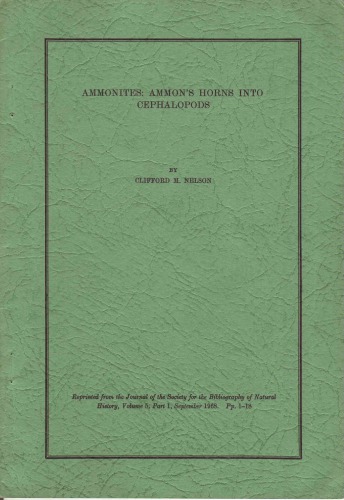 AMMONITES: AMMON'S HORNS INTO
CEPHALOPODS
BY
CLIFFORD H. NELSON
Reprinted from the Journal of the Society for the Bibliography of Natural
History, Volume 5, Part 1, September 1968. Pp. 1–18